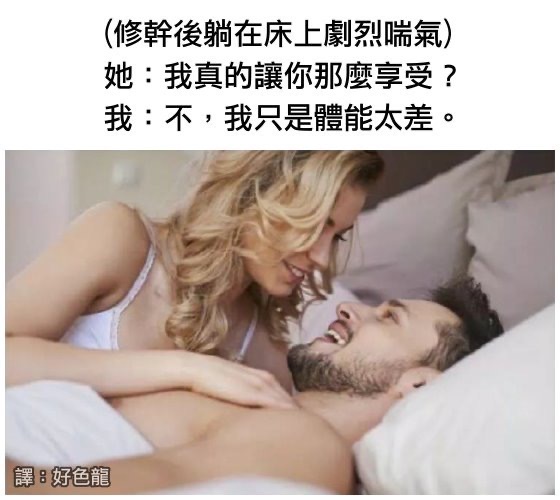 (修幹後躺在床上劇烈喘氣)
她：我真的讓你那麼享受？
我：不，我只是體能太差。
譯：好色龍